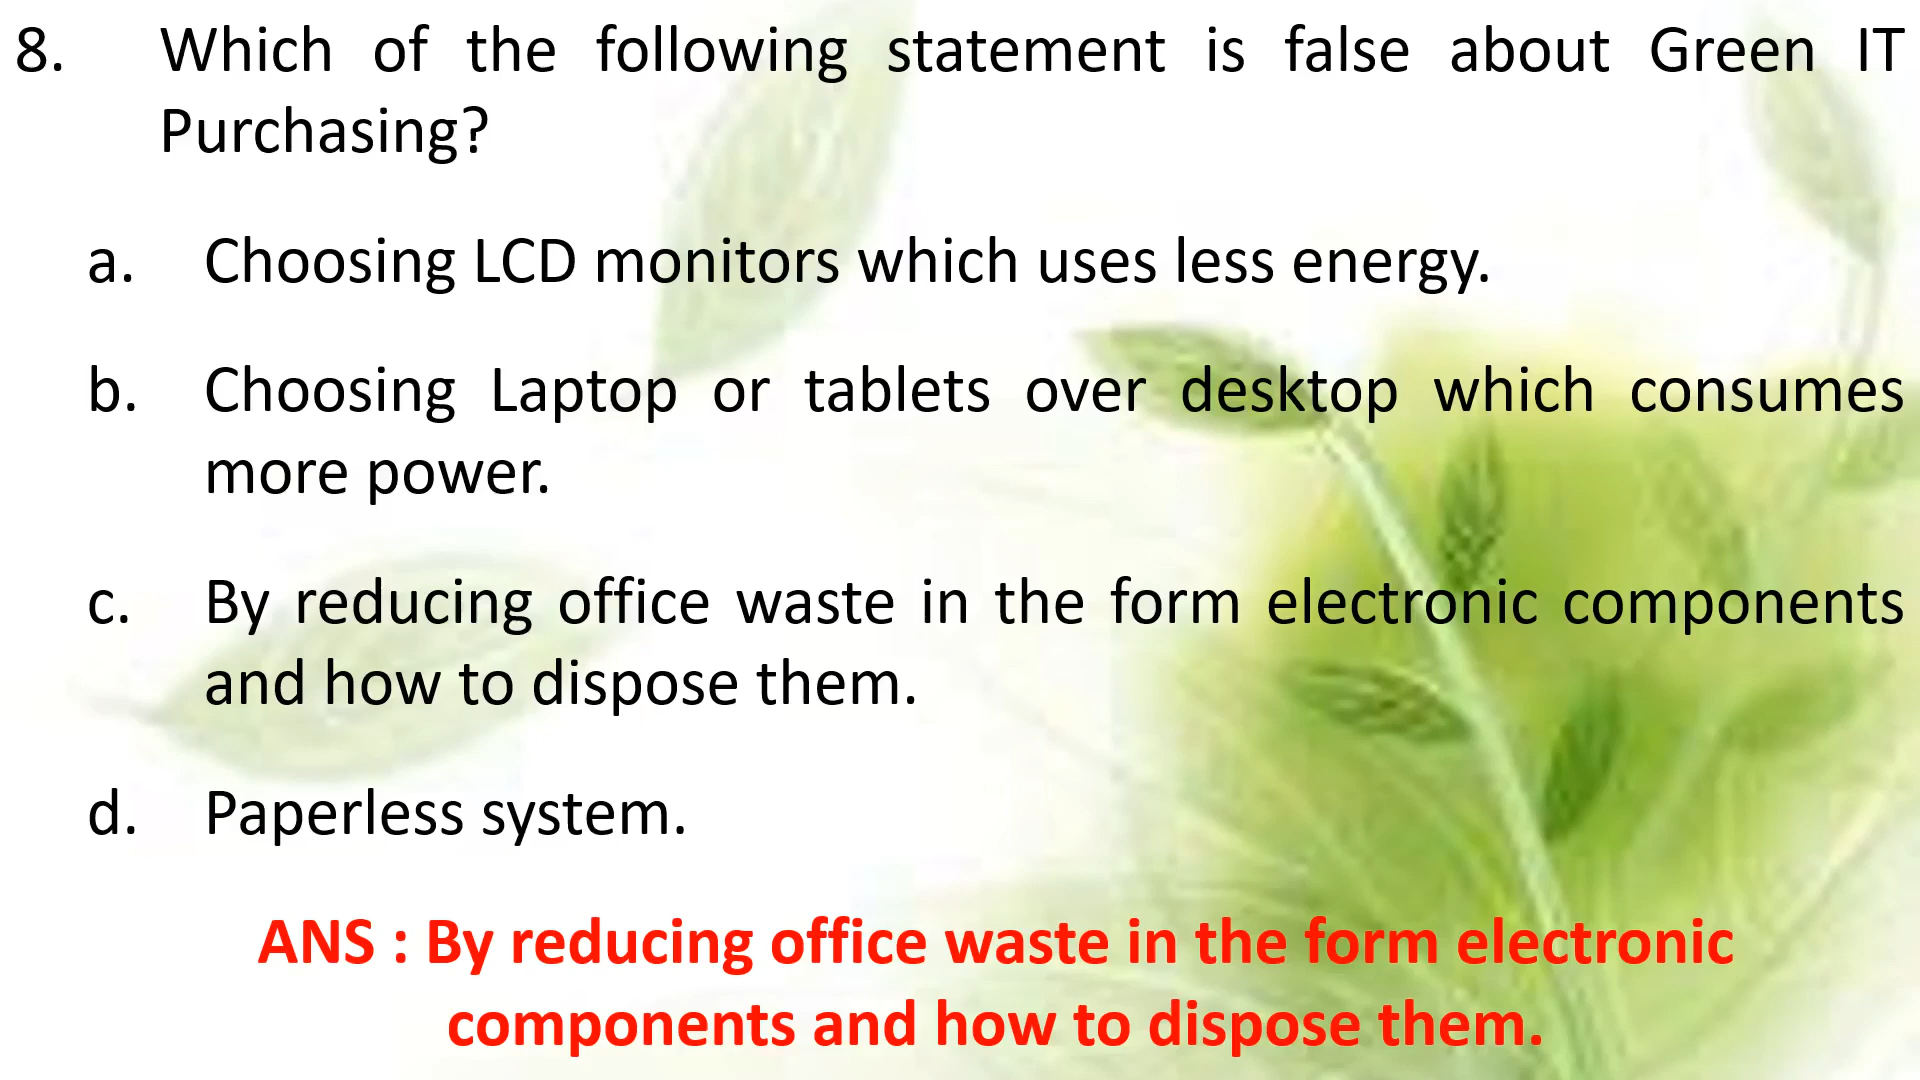 8. Which of the following statement is false about Green IT
Purchasing?
a. Choosing LCD monitors which uses less energy.
b. Choosing Laptop or tablets over desktop which consumes
more power.
c. By reducing office waste in the form electronic components
and how to dispose them.
d. Paperless system.
ANS : By reducing office waste in the form electronic
components and how to dispose them.